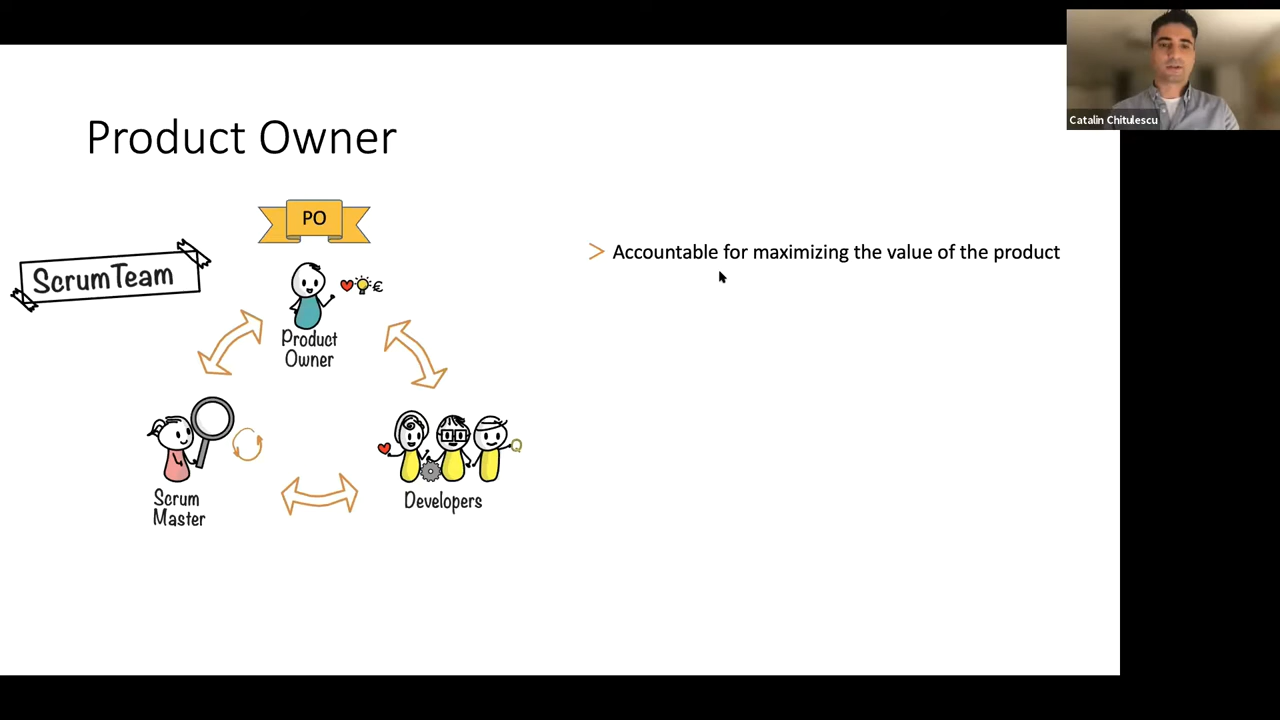 Catalin Chitulescu
Product Owner
PO
ScrumTeam
€
Product
Owner
Scrum
Master
Developers
> Accountable for maximizing the value of the product